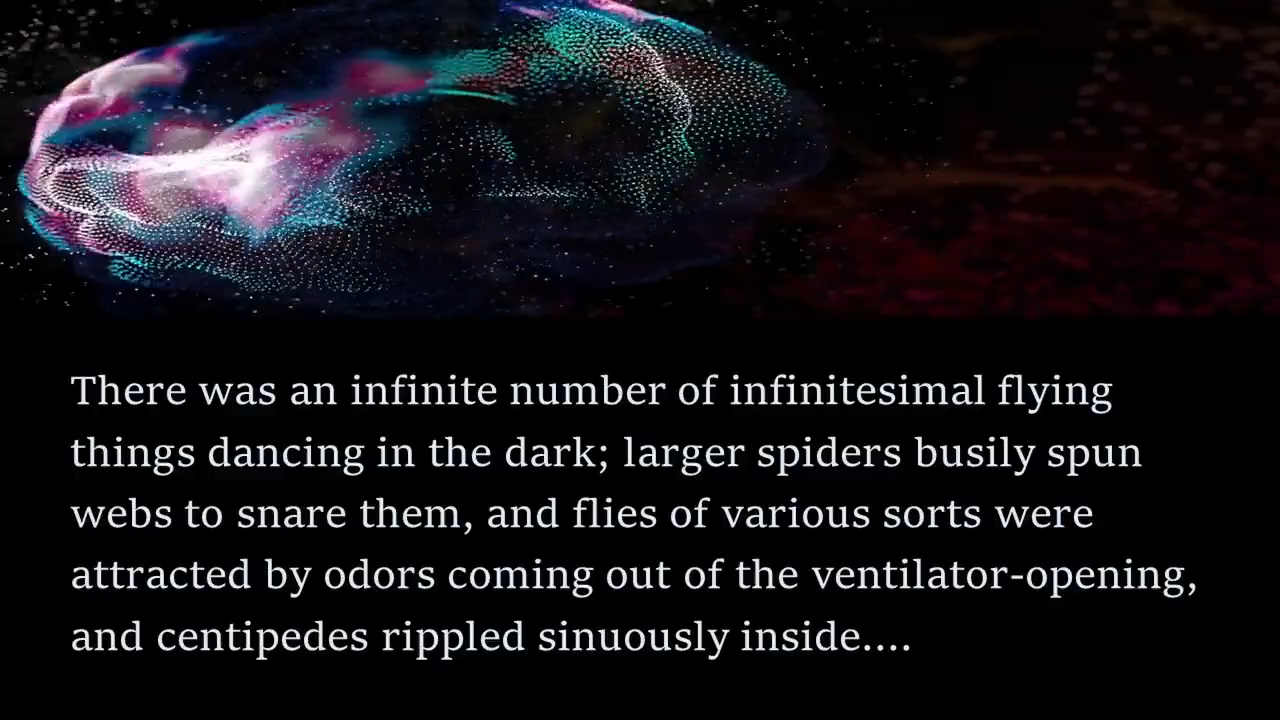 There was an infinite number of infinitesimal flying
things dancing in the dark; larger spiders busily spun
webs to snare them, and flies of various sorts were
attracted by odors coming out of the ventilator-opening,
and centipedes rippled sinuously inside....